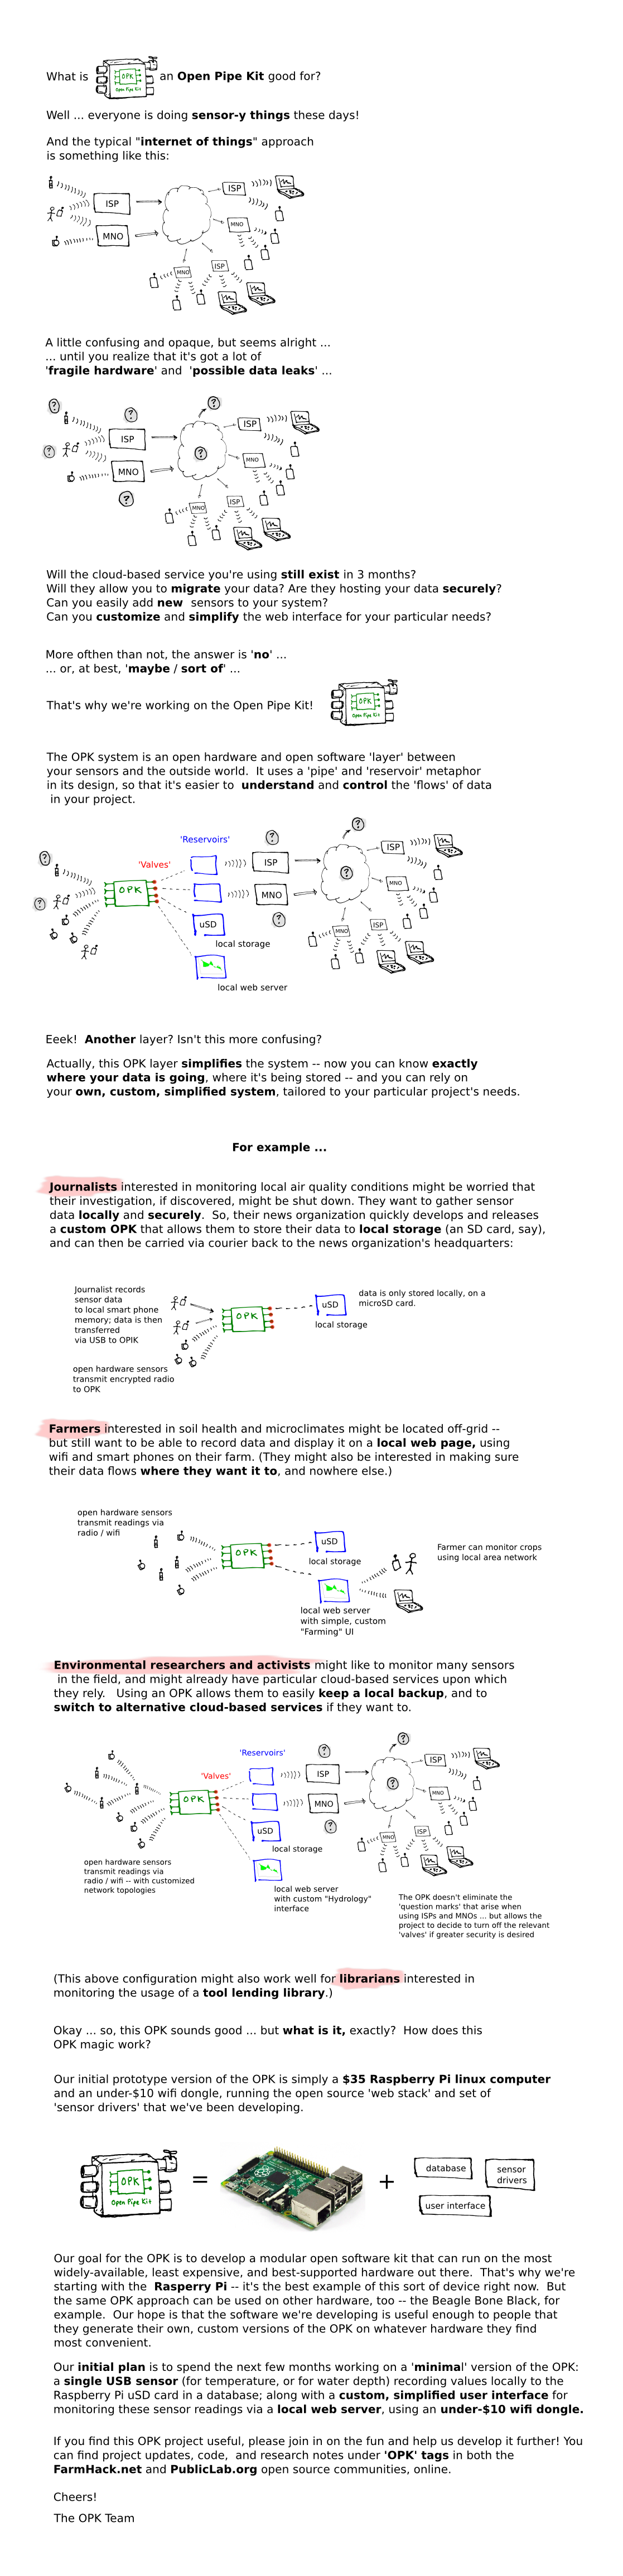 What is
OPK
Open Pipe Kit
an Open Pipe Kit good for?
Well ... everyone is doing sensor-y things these days!
And the typical "internet of things" approach
is something like this:
ISP
MNO
ISP
MNO
MNO
ISP
A little confusing and opaque, but seems alright ...
... until you realize that it's got a lot of
'fragile hardware' and 'possible data leaks' ...
?
?
?
?
?
?
ISP
MNO
ISP
MNO
MNO
ISP
Will the cloud-based service you're using still exist in 3 months?
Will they allow you to migrate your data? Are they hosting your data securely?
Can you easily add new sensors to your system?
Can you customize and simplify the web interface for your particular needs?
More ofthen than not, the answer is 'no' ...
... or, at best, 'maybe / sort of' ...
That's why we're working on the Open Pipe Kit!
OPK
Open Pipe Kit
The OPK system is an open hardware and open software 'layer' between
your sensors and the outside world. It uses a 'pipe' and 'reservoir' metaphor
in its design, so that it's easier to understand and control the 'flows' of data
in your project.
'Reservoirs'
'Valves'
OPK
?
?
?
?
?
?
ISP
MNO
uSD
local storage
local web server
ISP
MNO
MNO
ISP
Eeek! Another layer? Isn't this more confusing?
Actually, this OPK layer simplifies the system -- now you can know exactly
where your data is going, where it's being stored -- and you can rely on
your own, custom, simplified system, tailored to your particular project's needs.
For example ...
Journalists interested in monitoring local air quality conditions might be worried that
their investigation, if discovered, might be shut down. They want to gather sensor
data locally and securely. So, their news organization quickly develops and releases
a custom OPK that allows them to store their data to local storage (an SD card, say),
and can then be carried via courier back to the news organization's headquarters:
Journalist records
sensor data
to local smart phone
memory; data is then
transferred
via USB to OPIK
open hardware sensors
transmit encrypted radio
to OPK
OPK
uSD
local storage
data is only stored locally, on a
microSD card.
Farmers interested in soil health and microclimates might be located off-grid --
but still want to be able to record data and display it on a local web page, using
wifi and smart phones on their farm. (They might also be interested in making sure
their data flows where they want it to, and nowhere else.)
open hardware sensors
transmit readings via
radio / wifi
OPK
uSD
local storage
local web server
with simple, custom
"Farming" UI
Farmer can monitor crops
using local area network
Environmental researchers and activists might like to monitor many sensors
in the field, and might already have particular cloud-based services upon which
they rely. Using an OPK allows them to easily keep a local backup, and to
switch to alternative cloud-based services if they want to.
'Reservoirs'
'Valves'
OPK
?
?
?
?
ISP
MNO
uSD
local storage
ISP
MNO
MNO
ISP
open hardware sensors
transmit readings via
radio / wifi -- with customized
network topologies
local web server
with custom "Hydrology"
interface
The OPK doesn't eliminate the
'question marks' that arise when
using ISPs and MNOs ... but allows the
project to decide to turn off the relevant
'valves' if greater security is desired
(This above configuration might also work well for librarians interested in
monitoring the usage of a tool lending library.)
Okay ... so, this OPK sounds good ... but what is it, exactly? How does this
OPK magic work?
Our initial prototype version of the OPK is simply a $35 Raspberry Pi linux computer
and an under-$10 wifi dongle, running the open source 'web stack' and set of
'sensor drivers' that we've been developing.
OPK
Open Pipe Kit
=
+
database
sensor
drivers
user interface
Our goal for the OPK is to develop a modular open software kit that can run on the most
widely-available, least expensive, and best-supported hardware out there. That's why we're
starting with the Rasperry Pi -- it's the best example of this sort of device right now. But
the same OPK approach can be used on other hardware, too -- the Beagle Bone Black, for
example. Our hope is that the software we're developing is useful enough to people that
they generate their own, custom versions of the OPK on whatever hardware they find
most convenient.
Our initial plan is to spend the next few months working on a 'minimal' version of the OPK:
a single USB sensor (for temperature, or for water depth) recording values locally to the
Raspberry Pi uSD card in a database; along with a custom, simplified user interface for
monitoring these sensor readings via a local web server, using an under-$10 wifi dongle.
If you find this OPK project useful, please join in on the fun and help us develop it further! You
can find project updates, code, and research notes under 'OPK' tags in both the
FarmHack.net and PublicLab.org open source communities, online.
Cheers!
The OPK Team